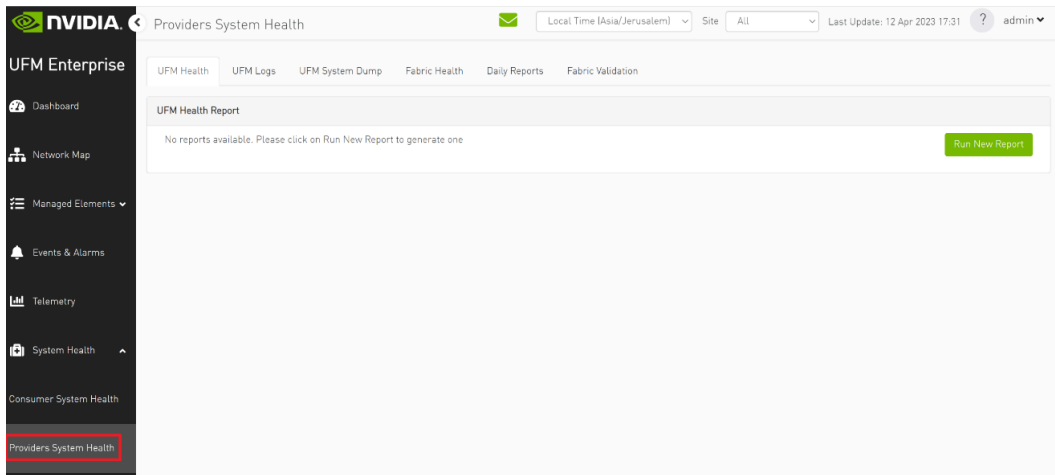 NVIDIA.
Providers System Health
Local Time (Asia/Jerusalem)
Site
All
Last Update: 12 Apr 2023 17:31
?
admin
UFM Enterprise
UFM Health
UFM Logs
UFM System Dump
Fabric Health
Daily Reports
Fabric Validation
Dashboard
Network Map
Managed Elements
Events & Alarms
Telemetry
System Health
Consumer System Health
Providers System Health
UFM Health Report
No reports available. Please click on Run New Report to generate one
Run New Report